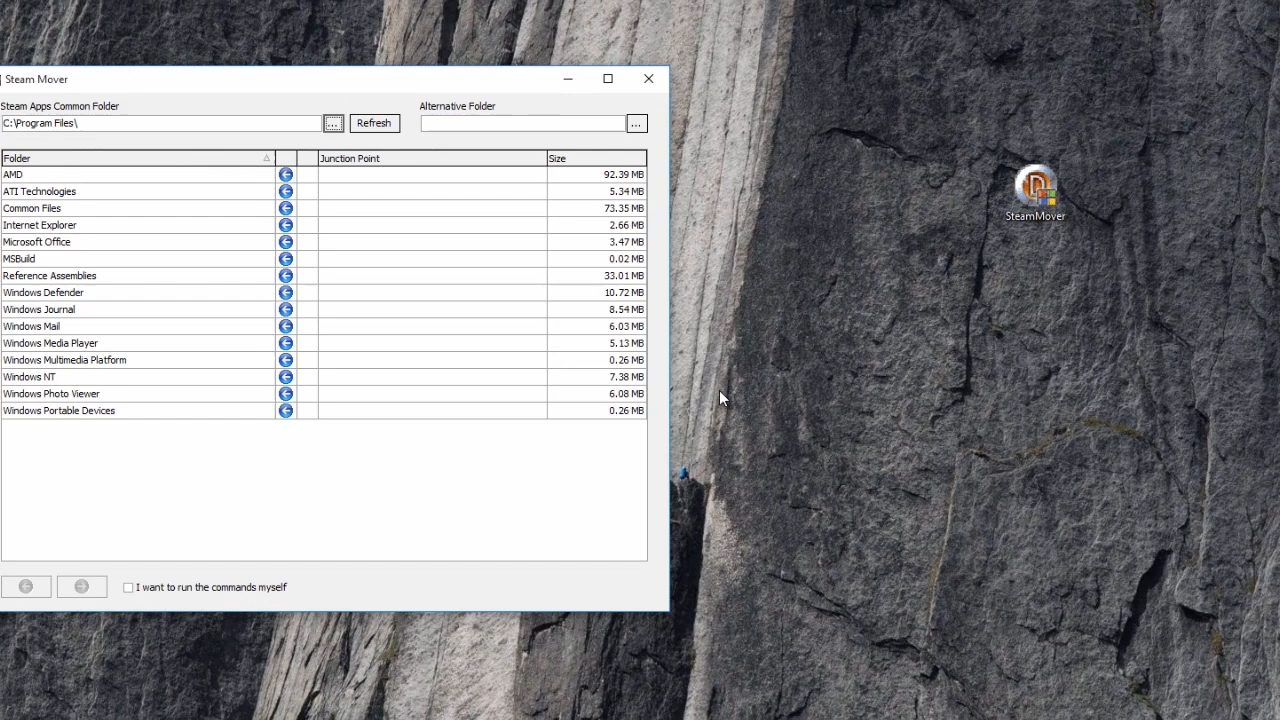 Steam Mover
Steam Apps Common Folder
Alternative Folder
C:\Program Files\
...
Refresh
...
Folder Junction Point Size
AMD 92.39 MB
ATI Technologies 5.34 MB
Common Files 73.35 MB
Internet Explorer 2.66 MB
Microsoft Office 3.47 MB
MSBuild 0.02 MB
Reference Assemblies 33.01 MB
Windows Defender 10.72 MB
Windows Journal 8.54 MB
Windows Mail 6.03 MB
Windows Media Player 5.13 MB
Windows Multimedia Platform 0.26 MB
Windows NT 7.38 MB
Windows Photo Viewer 6.08 MB
Windows Portable Devices 0.26 MB
I want to run the commands myself
D
SteamMover